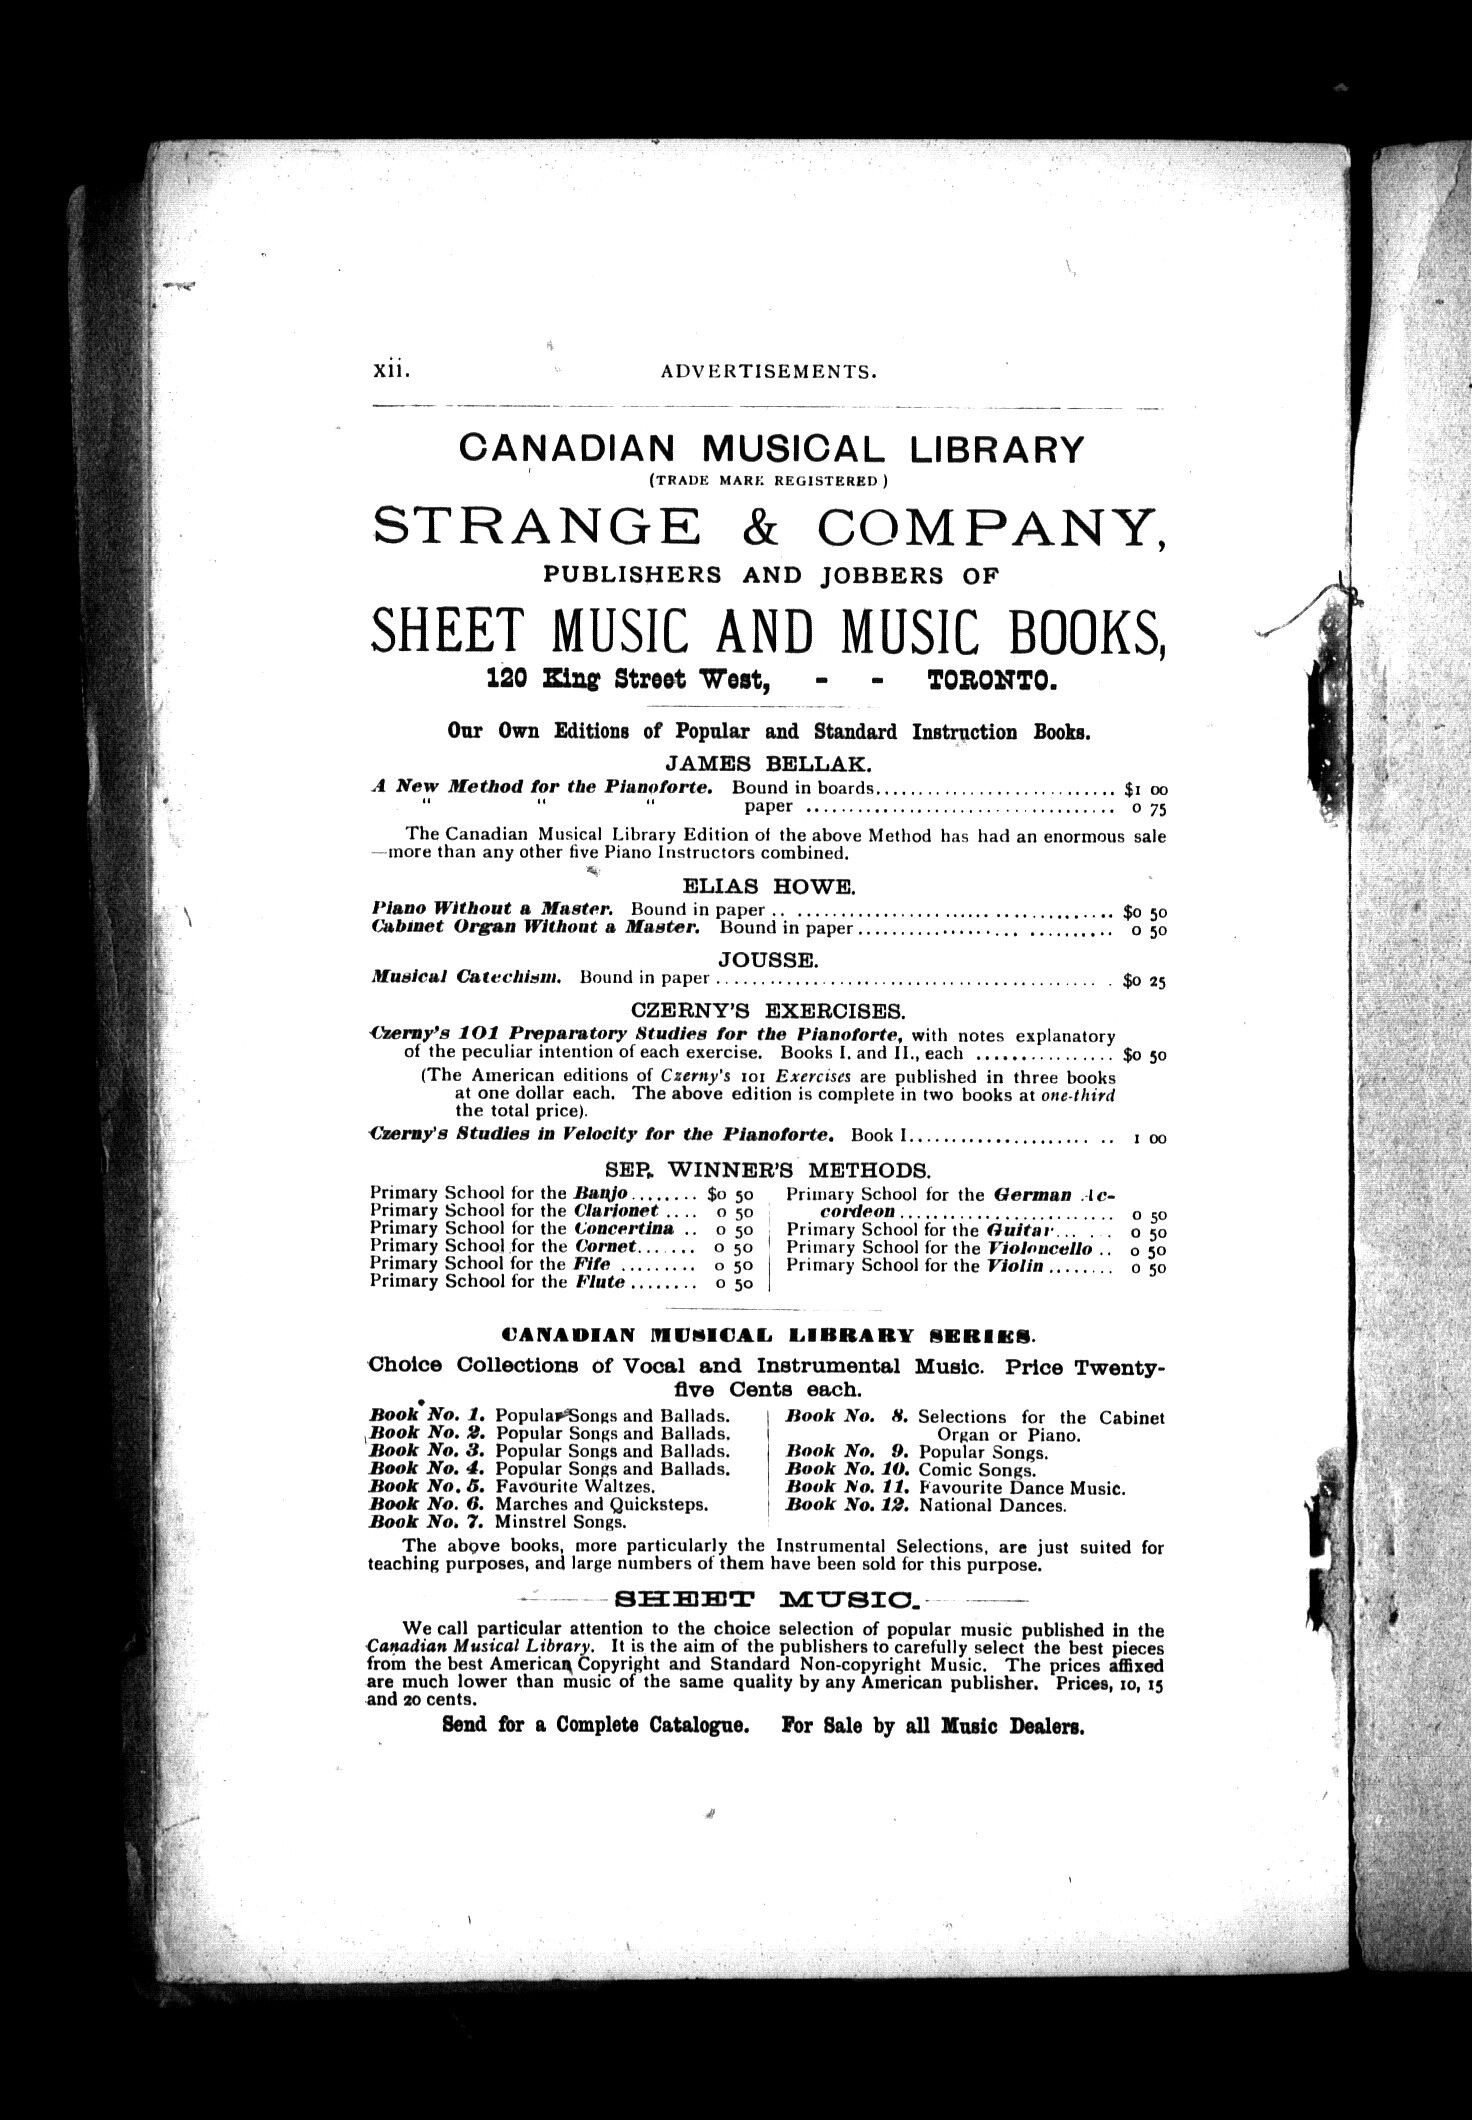 xii.
ADVERTISEMENTS.
CANADIAN MUSICAL LIBRARY
(TRADE MARK REGISTERED)
STRANGE & COMPANY,
PUBLISHERS AND JOBBERS OF
SHEET MUSIC AND MUSIC BOOKS,
120 King Street West, - - TORONTO.
Our Own Editions of Popular and Standard Instruction Books.
JAMES BELLAK.
A New Method for the Pianoforte. Bound in boards............................ $1 00
" " " paper .................................... 0 75
The Canadian Musical Library Edition of the above Method has had an enormous sale
—more than any other five Piano Instructors combined.
ELIAS HOWE.
Piano Without a Master. Bound in paper .. ...................................... $0 50
Cabinet Organ Without a Master. Bound in paper.................. .......... 0 50
JOUSSE.
Musical Catechism. Bound in paper ............................................ . $0 25
CZERNY'S EXERCISES.
Czerny's 101 Preparatory Studies for the Pianoforte, with notes explanatory
of the peculiar intention of each exercise. Books I. and II., each ................ $0 50
(The American editions of Czerny's 101 Exercises are published in three books
at one dollar each. The above edition is complete in two books at one-third
the total price).
Czerny's Studies in Velocity for the Pianoforte. Book I..................... .. 1 00
SEP. WINNER'S METHODS.
Primary School for the Banjo........ $0 50
Primary School for the Clarionet .... 0 50
Primary School for the Concertina .. 0 50
Primary School for the Cornet....... 0 50
Primary School for the Fife ......... 0 50
Primary School for the Flute ........ 0 50
Primary School for the German Ac-
cordeon......................... 0 50
Primary School for the Guitar... . . . 0 50
Primary School for the Violoncello .. 0 50
Primary School for the Violin ........ 0 50
CANADIAN MUSICAL LIBRARY SERIES.
Choice Collections of Vocal and Instrumental Music. Price Twenty-
five Cents each.
Book No. 1. Popular Songs and Ballads.
Book No. 2. Popular Songs and Ballads.
Book No. 3. Popular Songs and Ballads.
Book No. 4. Popular Songs and Ballads.
Book No. 5. Favourite Waltzes.
Book No. 6. Marches and Quicksteps.
Book No. 7. Minstrel Songs.
Book No. 8. Selections for the Cabinet
Organ or Piano.
Book No. 9. Popular Songs.
Book No. 10. Comic Songs.
Book No. 11. Favourite Dance Music.
Book No. 12. National Dances.
The above books, more particularly the Instrumental Selections, are just suited for
teaching purposes, and large numbers of them have been sold for this purpose.
SHEET MUSIC.
We call particular attention to the choice selection of popular music published in the
Canadian Musical Library. It is the aim of the publishers to carefully select the best pieces
from the best American Copyright and Standard Non-copyright Music. The prices affixed
are much lower than music of the same quality by any American publisher. Prices, 10, 15
and 20 cents.
Send for a Complete Catalogue. For Sale by all Music Dealers.